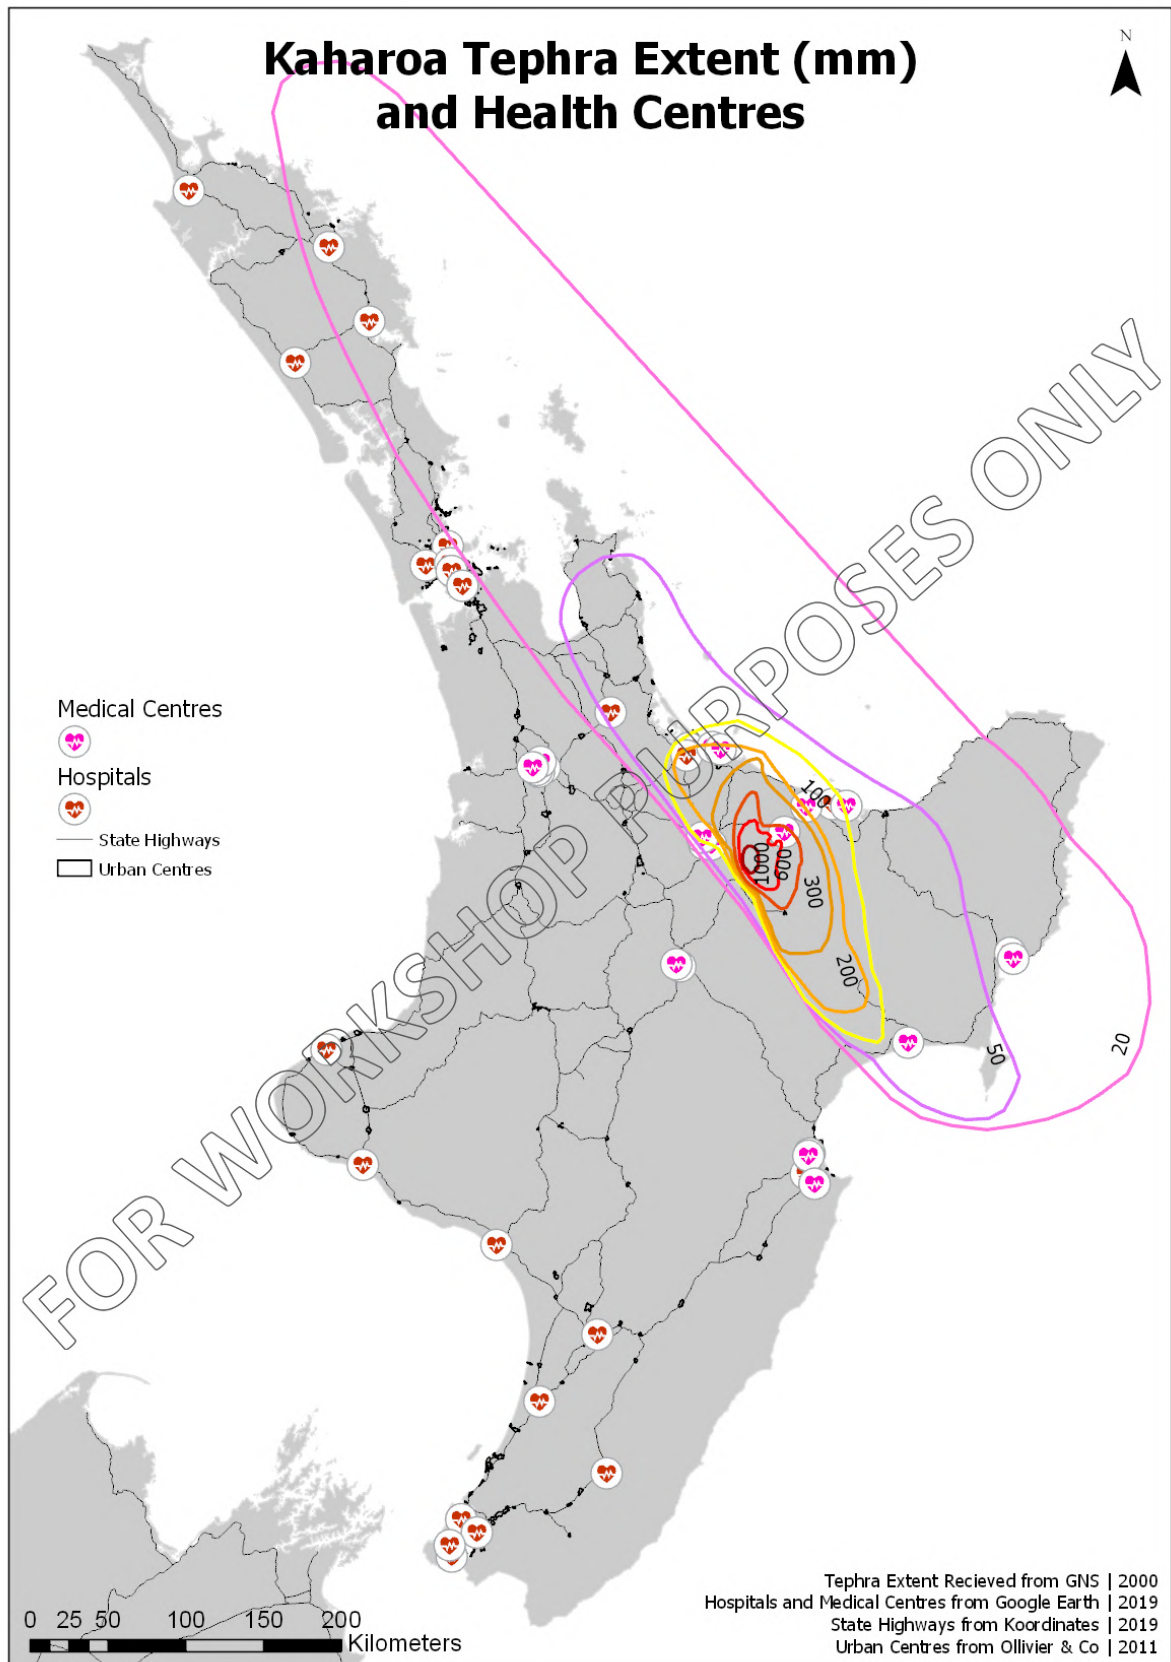 Kaharoa Tephra Extent (mm)
and Health Centres
N
FOR WORKSHOP PURPOSES ONLY
Medical Centres
Hospitals
State Highways
Urban Centres
100
1000
600
300
200
50
20
0 25 50 100 150 200
Kilometers
Tephra Extent Recieved from GNS | 2000
Hospitals and Medical Centres from Google Earth | 2019
State Highways from Koordinates | 2019
Urban Centres from Ollivier & Co | 2011